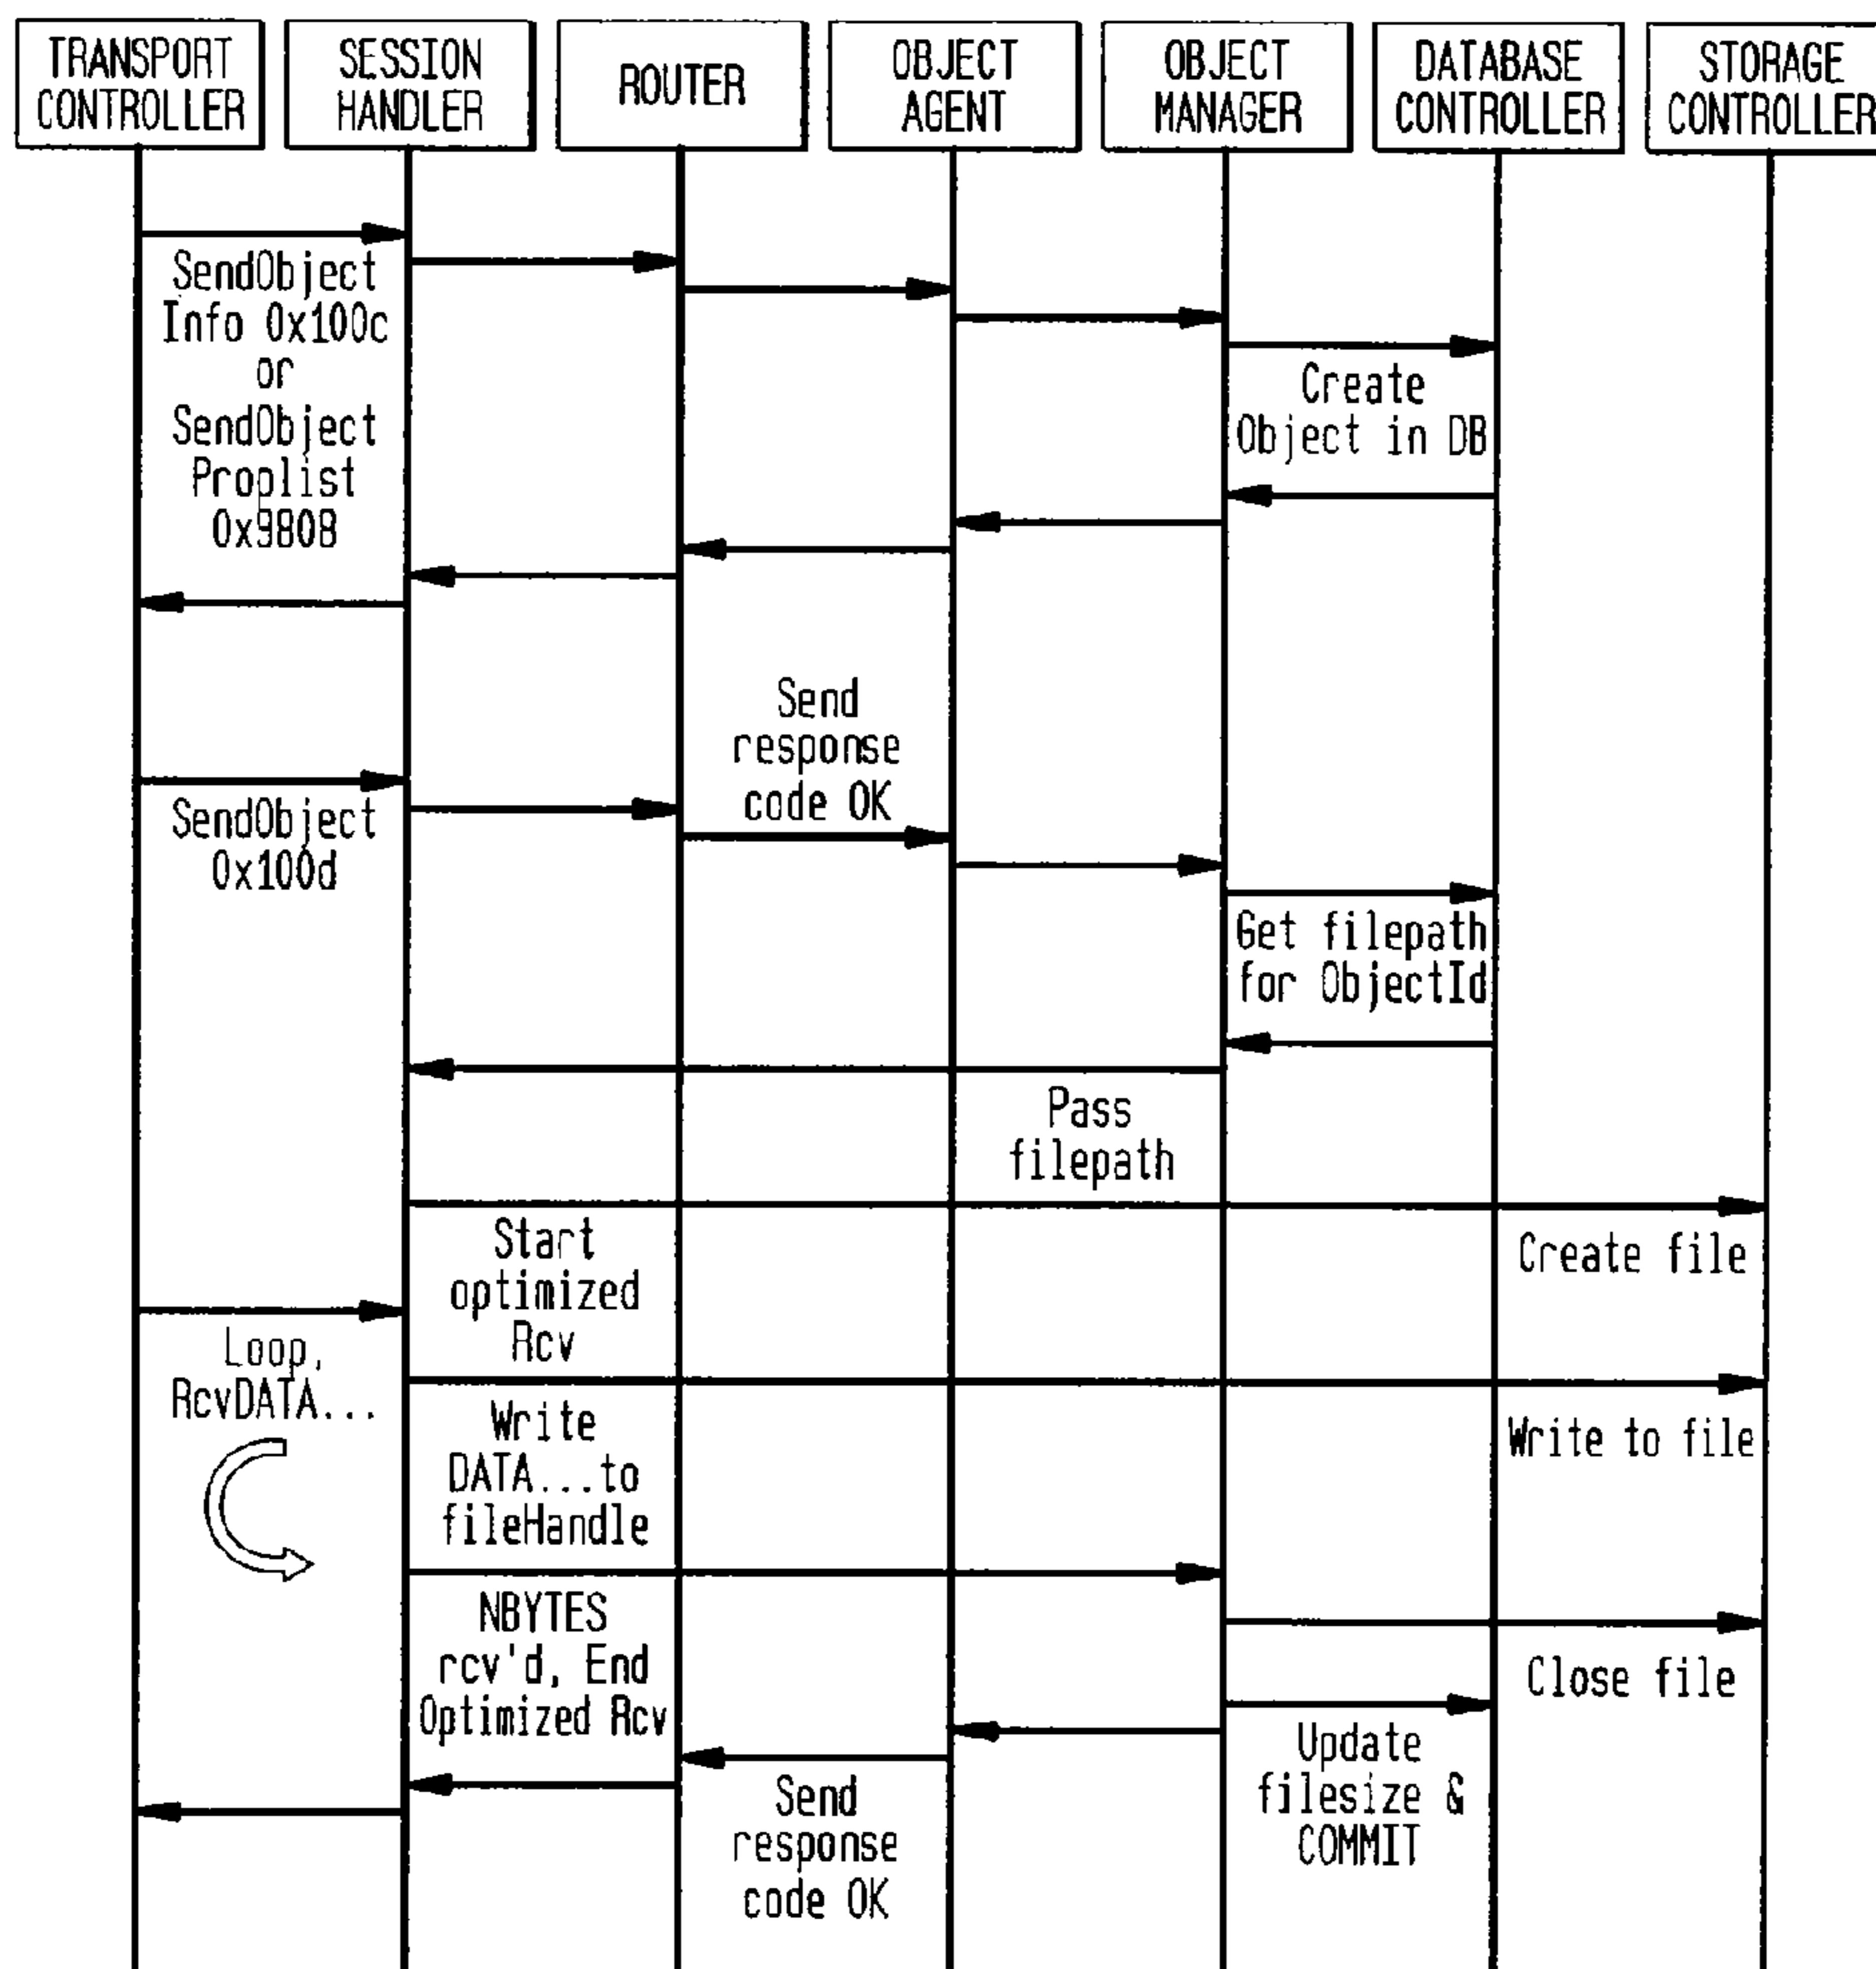 TRANSPORT
CONTROLLER
SESSION
HANDLER
ROUTER
OBJECT
AGENT
OBJECT
MANAGER
DATABASE
CONTROLLER
STORAGE
CONTROLLER
SendObject
Info 0x100c
or
SendObject
Proplist
0x9808
Create
Object in DB
Send
response
code OK
SendObject
0x100d
Get filepath
for ObjectId
Pass
filepath
Start
optimized
Rcv
Create file
Loop,
RcvDATA...
Write
DATA...to
fileHandle
Write to file
NBYTES
rcv'd, End
Optimized Rcv
Close file
Update
filesize &
COMMIT
Send
response
code OK